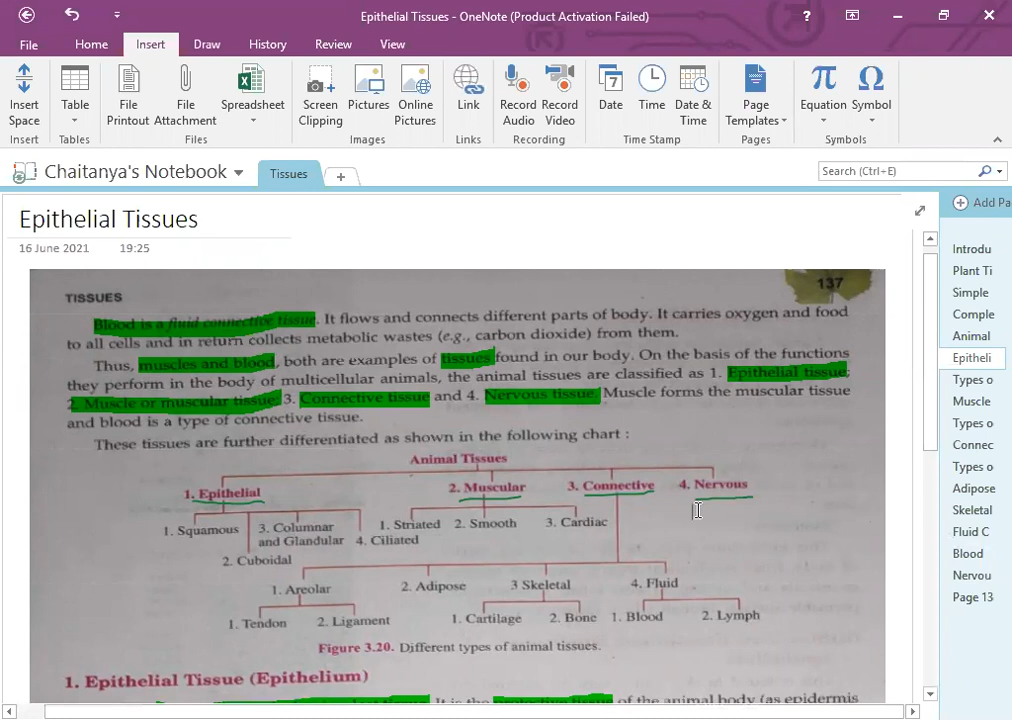 Epithelial Tissues - OneNote (Product Activation Failed)
?
File Home Insert Draw History Review View
Insert Space
Table
File Printout
File Attachment
Spreadsheet
Screen Clipping
Pictures
Online Pictures
Link
Record Audio
Record Video
Date
Time
Date & Time
Page Templates
Equation
Symbol
Insert Tables Files Images Links Recording Time Stamp Pages Symbols
Chaitanya's Notebook
Tissues
Search (Ctrl+E)
Epithelial Tissues
16 June 2021 19:25
Add Pa
Introdu
Plant Ti
Simple
Comple
Animal
Epitheli
Types o
Muscle
Types o
Connec
Types o
Adipose
Skeletal
Fluid C
Blood
Nervou
Page 13
TISSUES 137
Blood is a fluid connective tissue. It flows and connects different parts of body. It carries oxygen and food
to all cells and in return collects metabolic wastes (e.g., carbon dioxide) from them.
Thus, muscles and blood, both are examples of tissues found in our body. On the basis of the functions
they perform in the body of multicellular animals, the animal tissues are classified as 1. Epithelial tissue;
2. Muscle or muscular tissue; 3. Connective tissue and 4. Nervous tissue. Muscle forms the muscular tissue
and blood is a type of connective tissue.
These tissues are further differentiated as shown in the following chart :
Animal Tissues
1. Epithelial 2. Muscular 3. Connective 4. Nervous
1. Squamous
2. Cuboidal
3. Columnar
and Glandular
4. Ciliated
1. Striated 2. Smooth 3. Cardiac
1. Areolar 2. Adipose 3 Skeletal 4. Fluid
1. Tendon 2. Ligament 1. Cartilage 2. Bone 1. Blood 2. Lymph
Figure 3.20. Different types of animal tissues.
1. Epithelial Tissue (Epithelium)
It is the protective tissue of the animal body (as epidermis